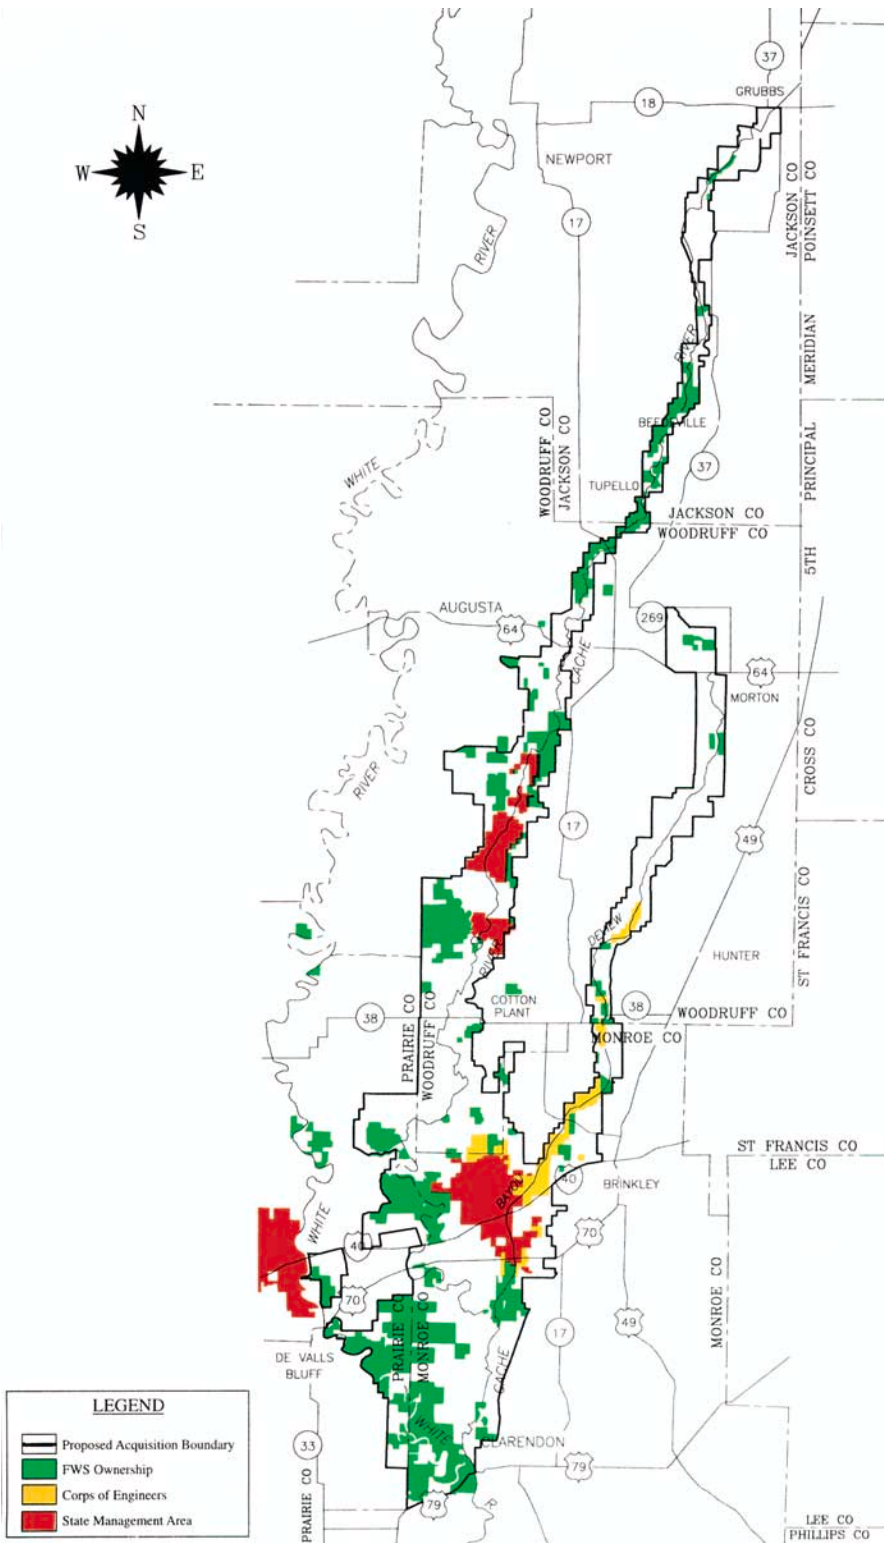 37
GRUBBS
18
N
W E
S
NEWPORT
JACKSON CO
POINSETT CO
17
RIVER
MERIDIAN
RIVER
BEEDEVILLE
WOODRUFF CO
JACKSON CO
37
PRINCIPAL
WHITE
TUPELLO
JACKSON CO
WOODRUFF CO
5TH
AUGUSTA
64
269
CACHE
64
MORTON
CROSS CO
RIVER
17
49
ST FRANCIS CO
DEVIEW
HUNTER
RIVER
COTTON
PLANT
38
38
WOODRUFF CO
MONROE CO
PRAIRIE CO
WOODRUFF CO
ST FRANCIS CO
LEE CO
BAYOU
40
BRINKLEY
WHITE
40
70
70
MONROE CO
49
17
PRAIRIE CO
MONROE CO
DE VALLS
BLUFF
CACHE
WHITE
CLARENDON
33
79
79
R
PRAIRIE CO
LEE CO
PHILLIPS CO
LEGEND
Proposed Acquisition Boundary
FWS Ownership
Corps of Engineers
State Management Area